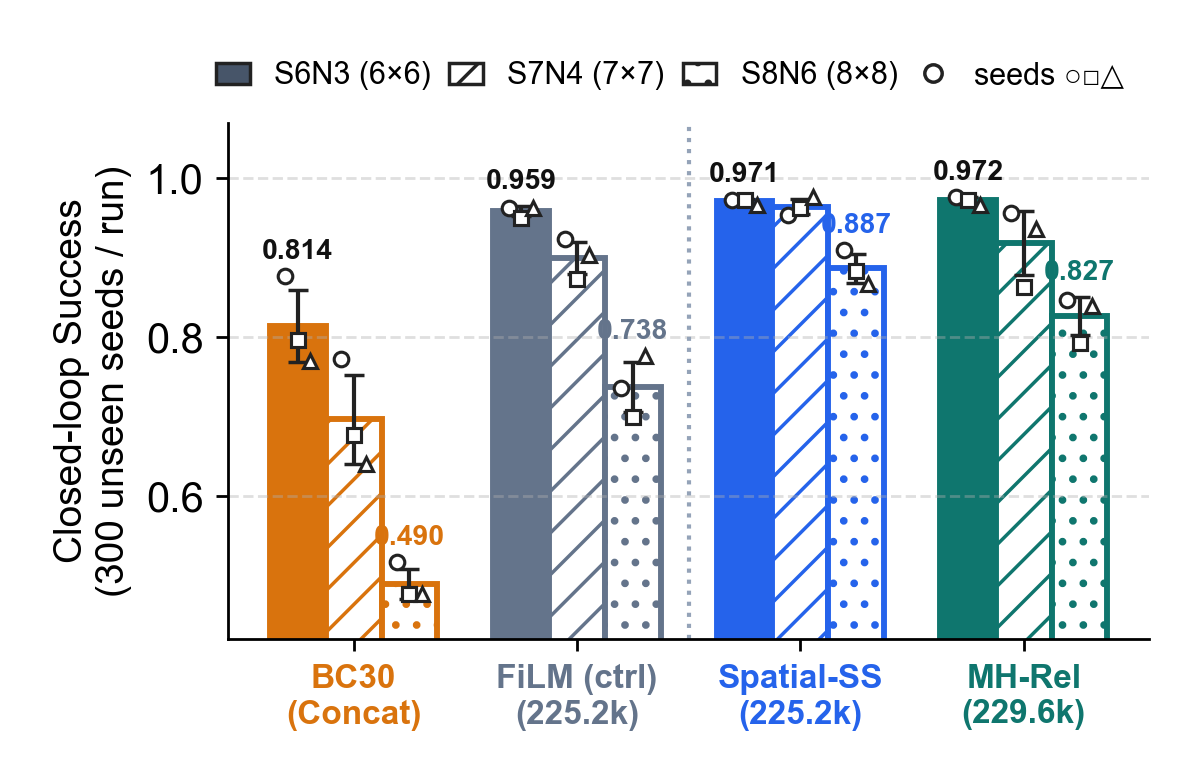 S6N3 (6×6) S7N4 (7×7) S8N6 (8×8) seeds ○□△
Closed-loop Success
(300 unseen seeds / run)
1.0
0.8
0.6
0.814
0.490
0.959
0.738
0.971
0.887
0.972
0.827
BC30
(Concat)
FiLM (ctrl)
(225.2k)
Spatial-SS
(225.2k)
MH-Rel
(229.6k)